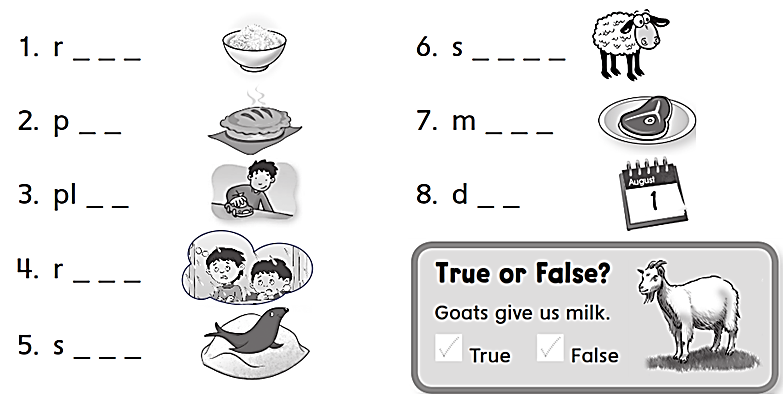 1. r _ _ _
2. p _ _
3. pl _ _
4. r _ _ _
5. s _ _ _
6. s _ _ _ _
7. m _ _ _
8. d _ _
August
1
True or False?
Goats give us milk.
True False